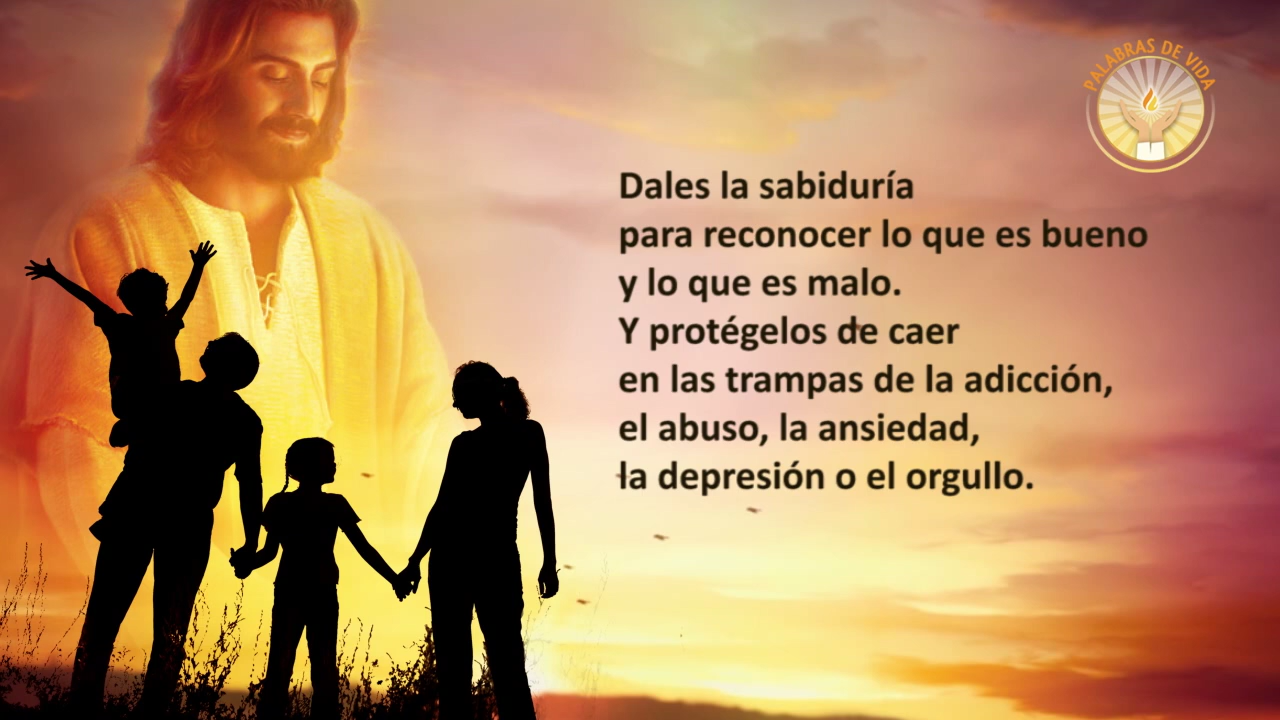 PALABRAS DE VIDA
Dales la sabiduría
para reconocer lo que es bueno
y lo que es malo.
Y protégelos de caer
en las trampas de la adicción,
el abuso, la ansiedad,
la depresión o el orgullo.